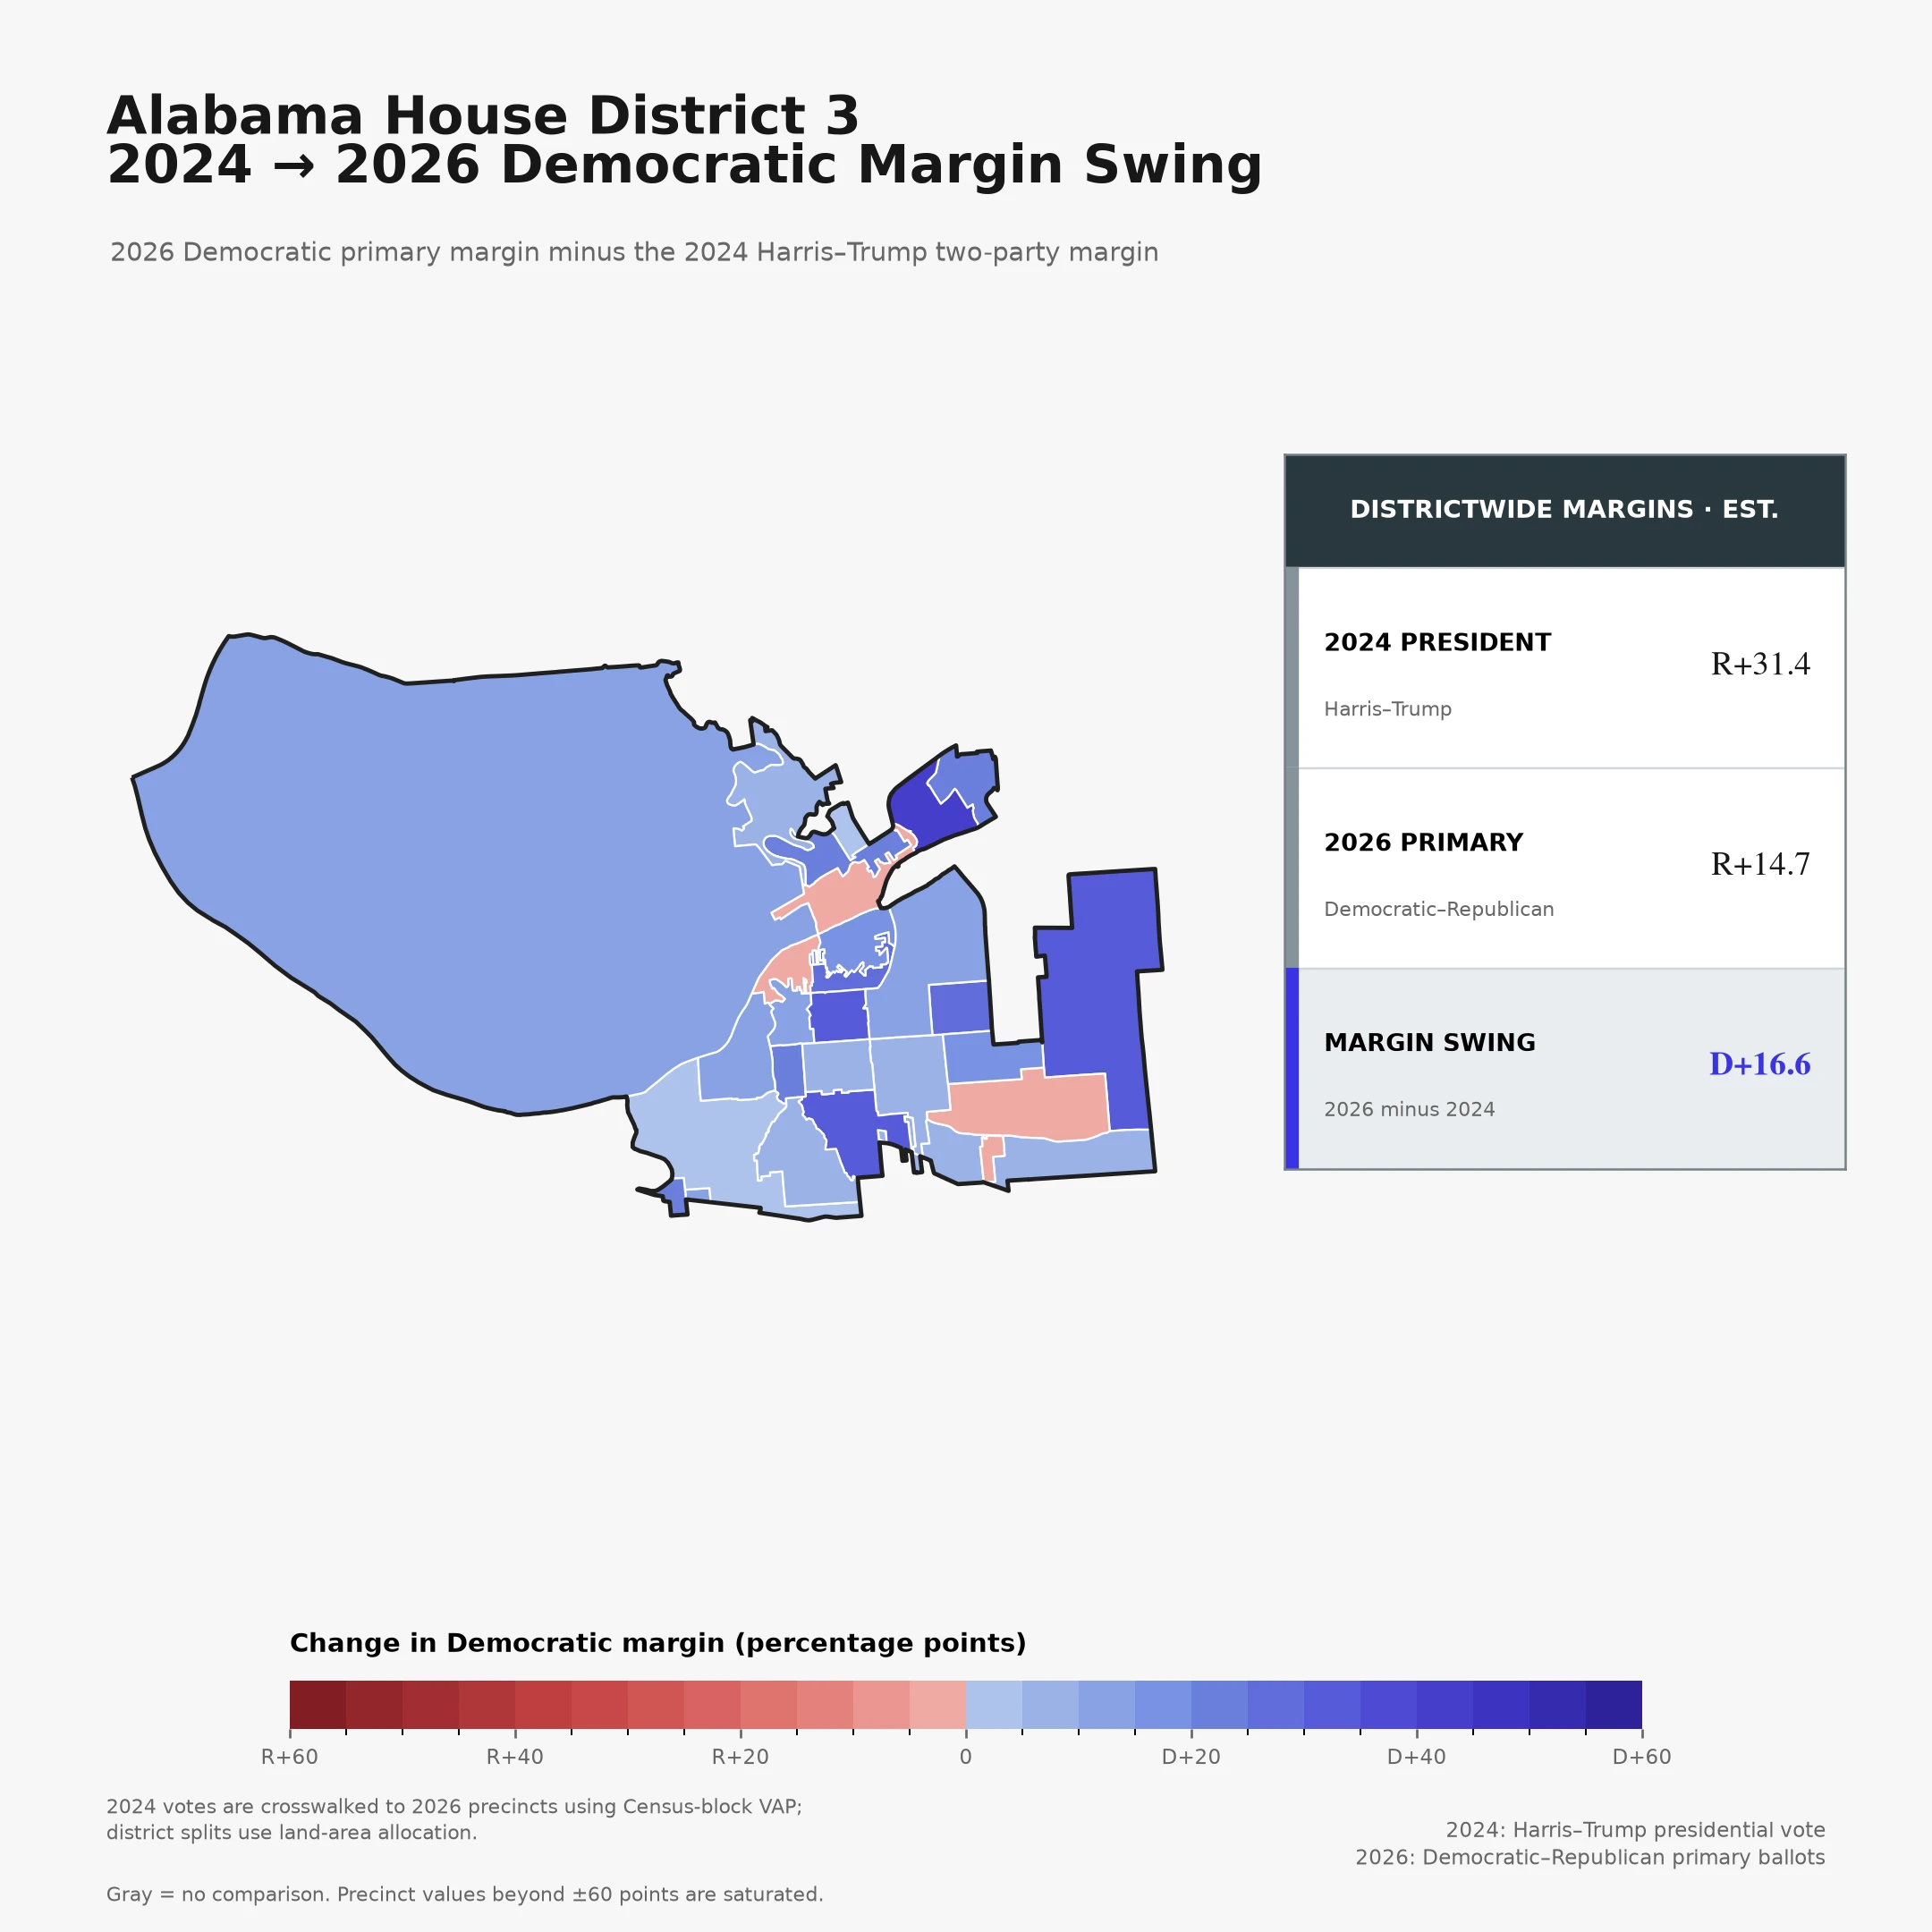 Alabama House District 3
2024 → 2026 Democratic Margin Swing
2026 Democratic primary margin minus the 2024 Harris–Trump two-party margin
DISTRICTWIDE MARGINS · EST.
2024 PRESIDENT
R+31.4
Harris–Trump
2026 PRIMARY
R+14.7
Democratic–Republican
MARGIN SWING
D+16.6
2026 minus 2024
Change in Democratic margin (percentage points)
R+60 R+40 R+20 0 D+20 D+40 D+60
2024 votes are crosswalked to 2026 precincts using Census-block VAP;
district splits use land-area allocation.
Gray = no comparison. Precinct values beyond ±60 points are saturated.
2024: Harris–Trump presidential vote
2026: Democratic–Republican primary ballots